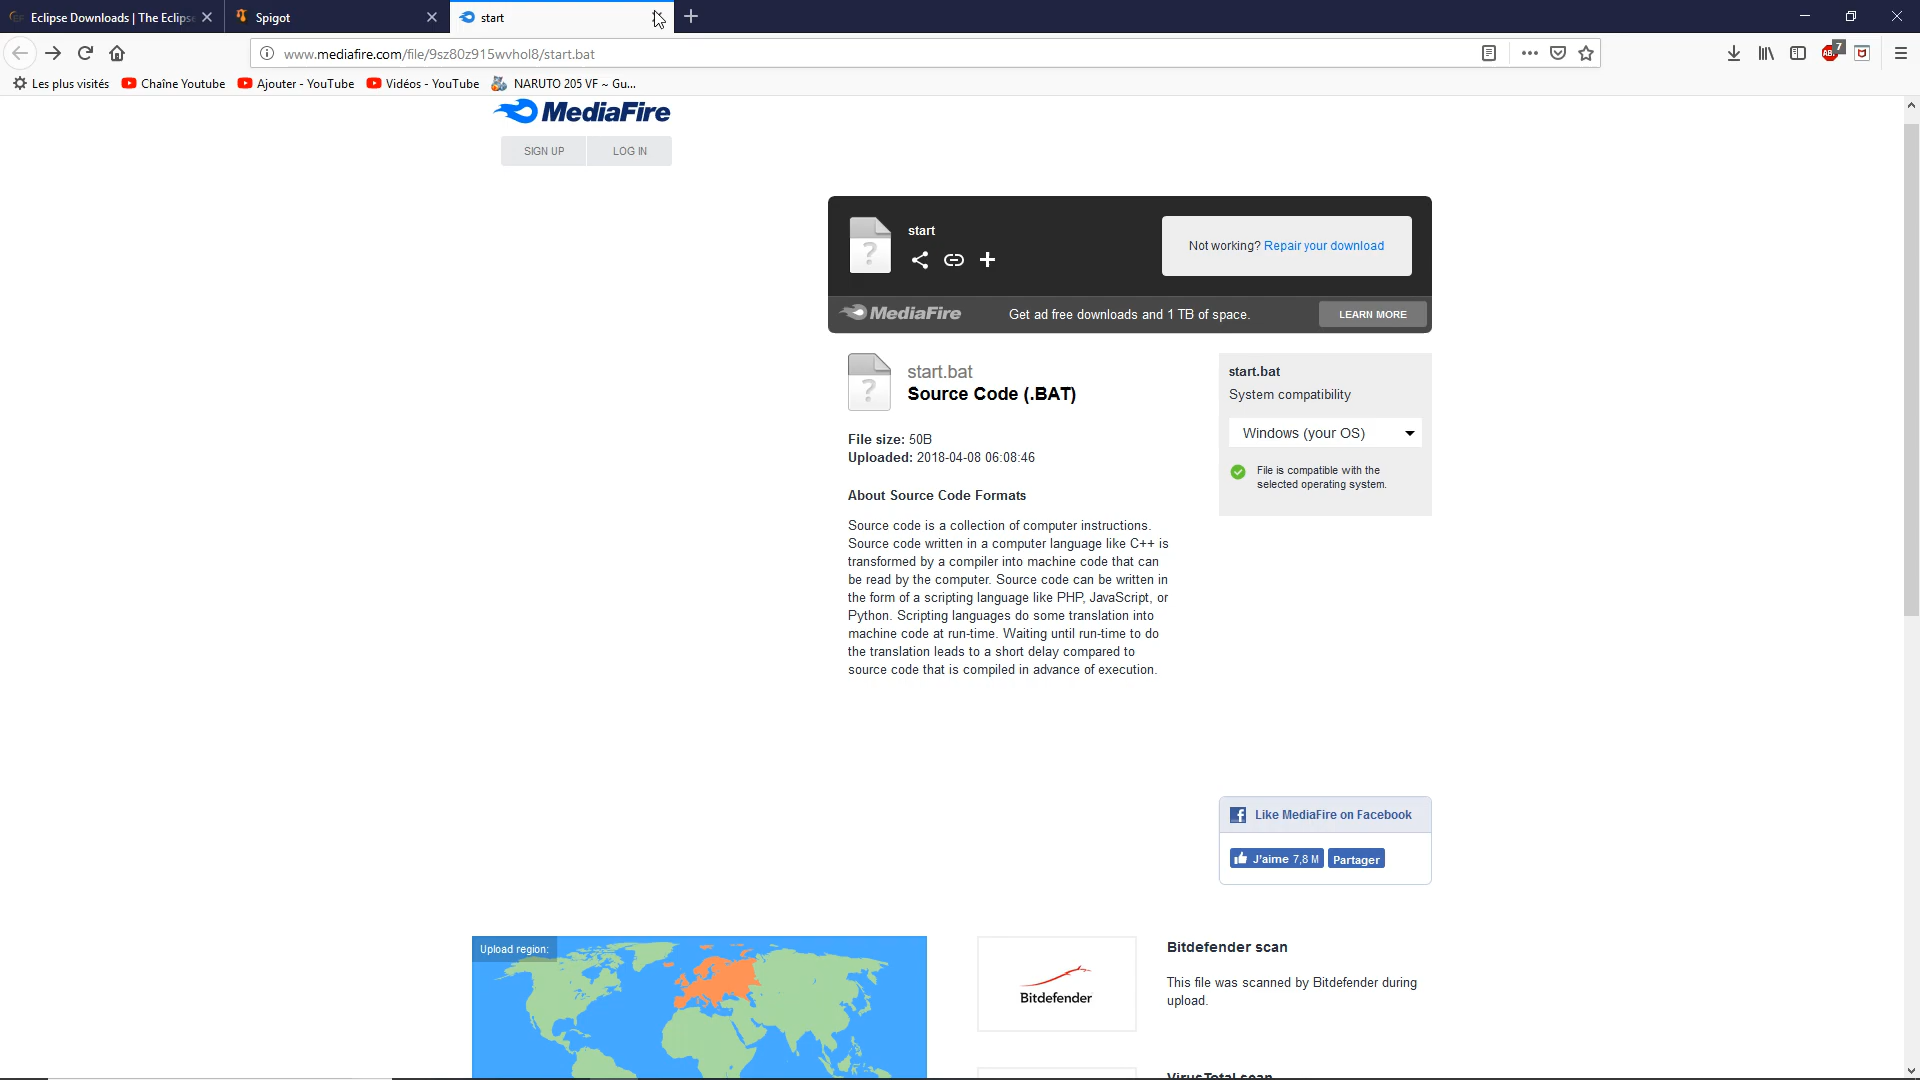 Eclipse Downloads | The Eclips
Spigot
start
www.mediafire.com/file/9sz80z915wvhol8/start.bat
7
Les plus visités
Chaîne Youtube
Ajouter - YouTube
Vidéos - YouTube
NARUTO 205 VF ~ Gu...
MediaFire
SIGN UP
LOG IN
start
Not working? Repair your download
MediaFire
Get ad free downloads and 1 TB of space.
LEARN MORE
start.bat
Source Code (.BAT)
File size: 50B
Uploaded: 2018-04-08 06:08:46
About Source Code Formats
Source code is a collection of computer instructions.
Source code written in a computer language like C++ is
transformed by a compiler into machine code that can
be read by the computer. Source code can be written in
the form of a scripting language like PHP, JavaScript, or
Python. Scripting languages do some translation into
machine code at run-time. Waiting until run-time to do
the translation leads to a short delay compared to
source code that is compiled in advance of execution.
start.bat
System compatibility
Windows (your OS)
File is compatible with the
selected operating system.
Like MediaFire on Facebook
J'aime 7,8 M
Partager
Upload region:
Bitdefender
Bitdefender scan
This file was scanned by Bitdefender during
upload.
VirusTotal scan